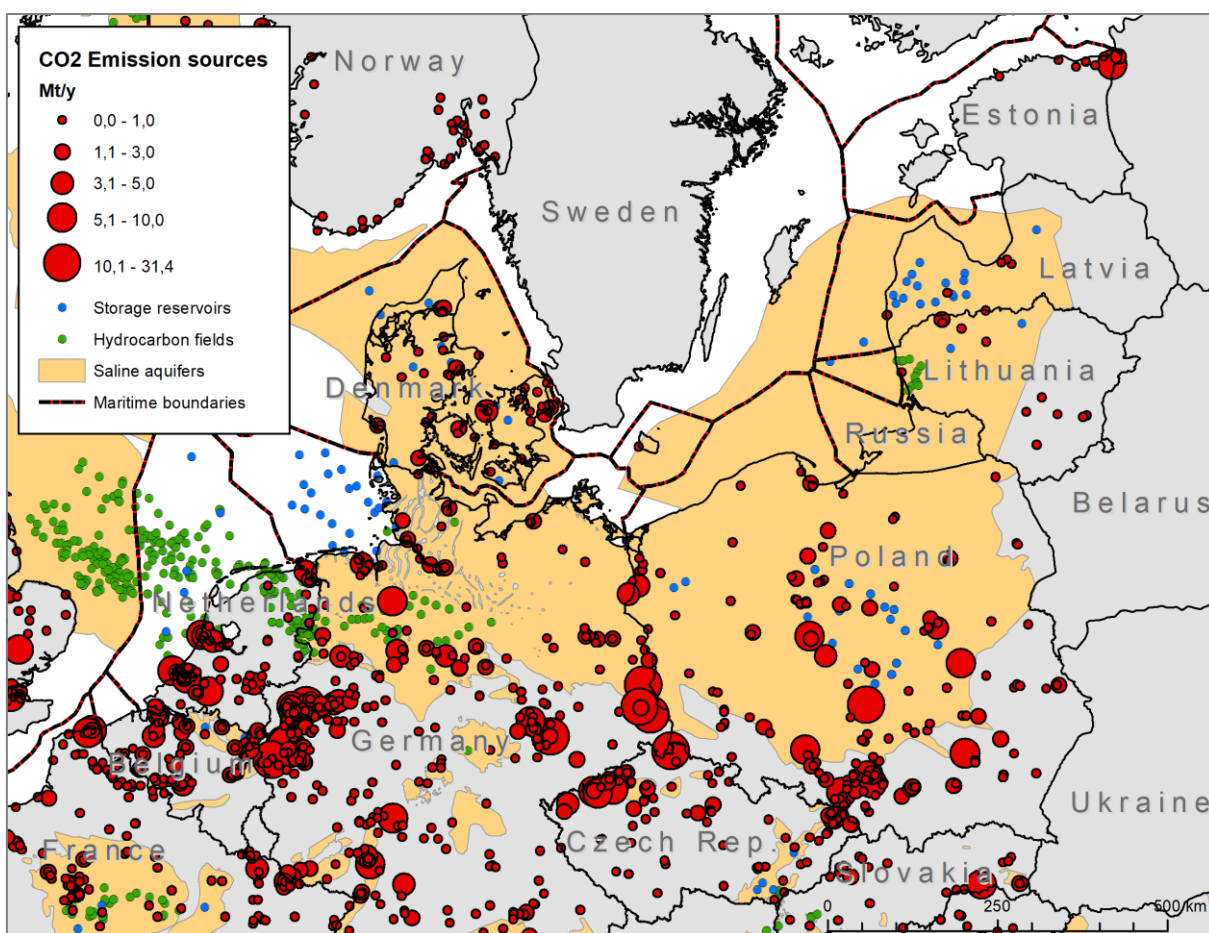 CO2 Emission sources
Mt/y
0,0 - 1,0
1,1 - 3,0
3,1 - 5,0
5,1 - 10,0
10,1 - 31,4
Storage reservoirs
Hydrocarbon fields
Saline aquifers
Maritime boundaries
Norway
Estonia
Sweden
Latvia
Denmark
Lithuania
Russia
Belarus
Poland
Netherlands
Germany
Belgium
Ukraine
Czech Rep.
France
Slovakia
0 250 500 km